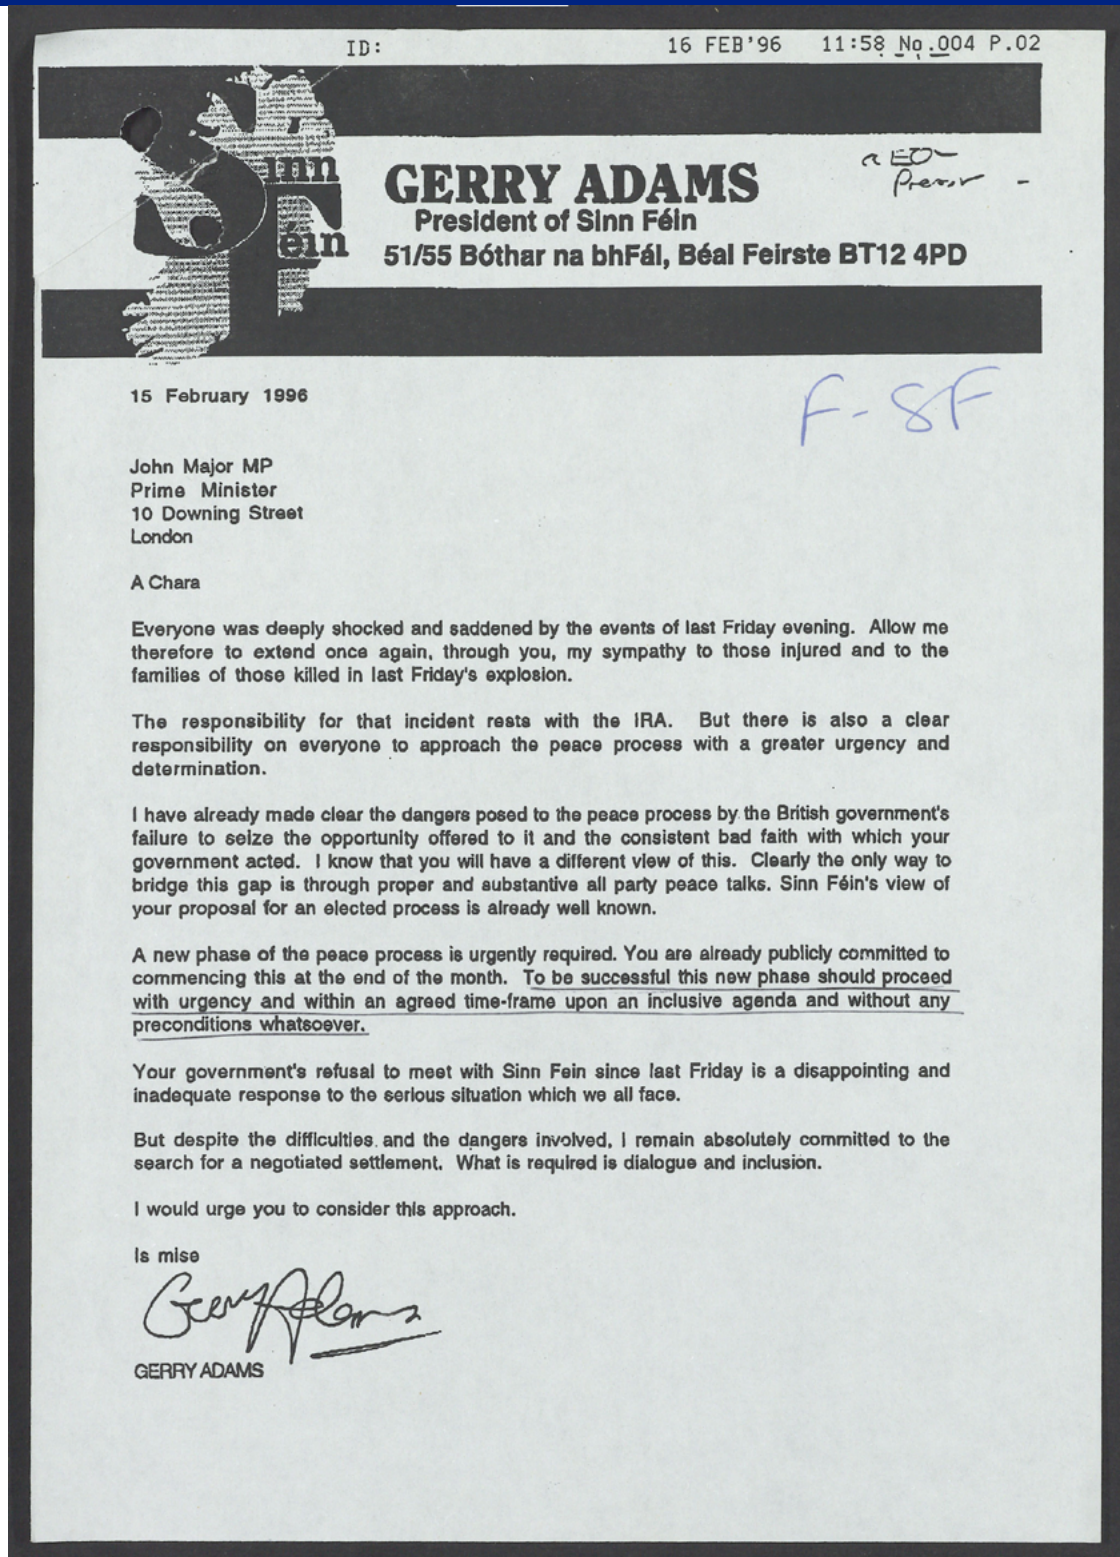 ID: 16 FEB'96 11:58 No.004 P.02
Sinn
Féin
GERRY ADAMS
President of Sinn Féin
51/55 Bóthar na bhFál, Béal Feirste BT12 4PD
F-SF
15 February 1996
John Major MP
Prime Minister
10 Downing Street
London
A Chara
Everyone was deeply shocked and saddened by the events of last Friday evening. Allow me
therefore to extend once again, through you, my sympathy to those injured and to the
families of those killed in last Friday's explosion.
The responsibility for that incident rests with the IRA. But there is also a clear
responsibility on everyone to approach the peace process with a greater urgency and
determination.
I have already made clear the dangers posed to the peace process by the British government's
failure to seize the opportunity offered to it and the consistent bad faith with which your
government acted. I know that you will have a different view of this. Clearly the only way to
bridge this gap is through proper and substantive all party peace talks. Sinn Féin's view of
your proposal for an elected process is already well known.
A new phase of the peace process is urgently required. You are already publicly committed to
commencing this at the end of the month. To be successful this new phase should proceed
with urgency and within an agreed time-frame upon an inclusive agenda and without any
preconditions whatsoever.
Your government's refusal to meet with Sinn Fein since last Friday is a disappointing and
inadequate response to the serious situation which we all face.
But despite the difficulties and the dangers involved, I remain absolutely committed to the
search for a negotiated settlement. What is required is dialogue and inclusion.
I would urge you to consider this approach.
Is mise
Gerry Adams
GERRY ADAMS